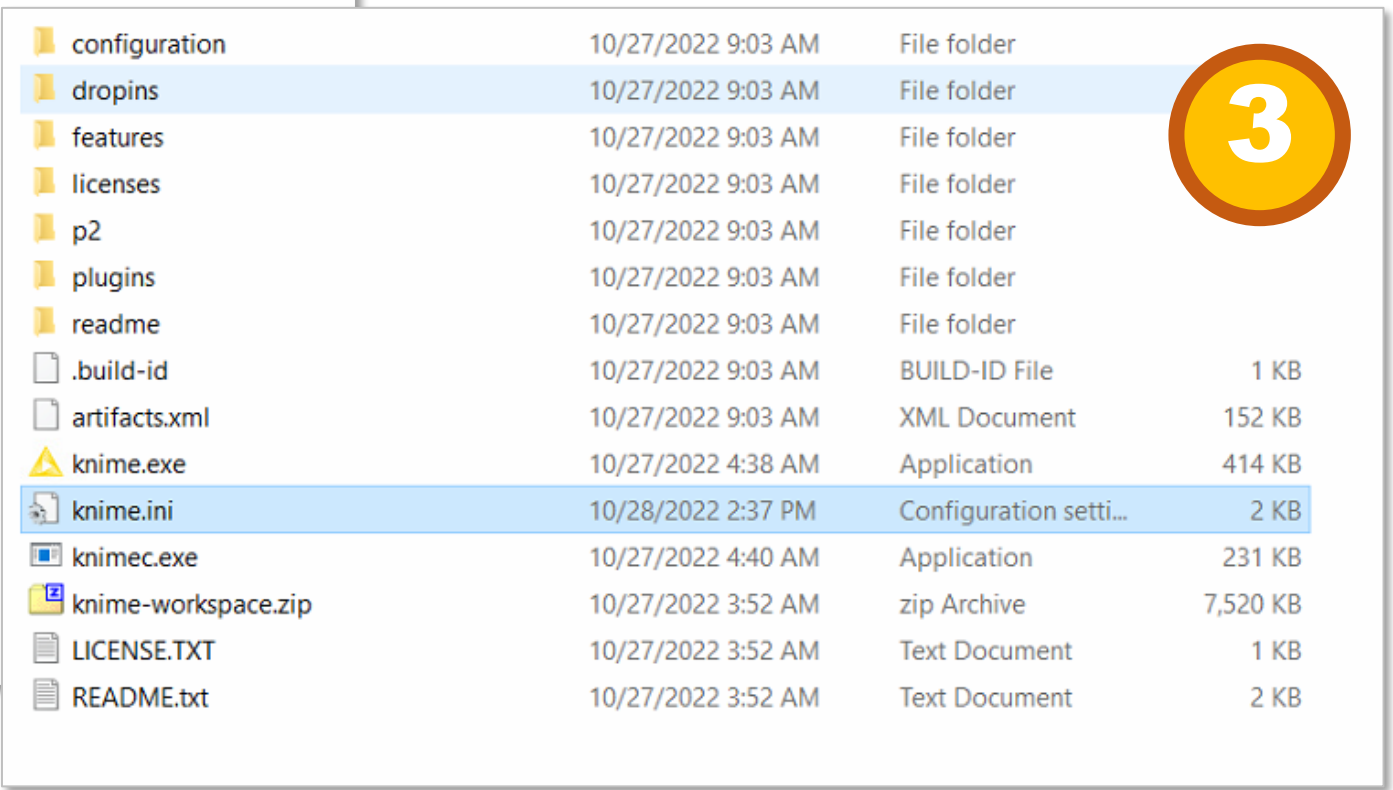 configuration 10/27/2022 9:03 AM File folder
dropins 10/27/2022 9:03 AM File folder
3
features 10/27/2022 9:03 AM File folder
licenses 10/27/2022 9:03 AM File folder
p2 10/27/2022 9:03 AM File folder
plugins 10/27/2022 9:03 AM File folder
readme 10/27/2022 9:03 AM File folder
.build-id 10/27/2022 9:03 AM BUILD-ID File 1 KB
artifacts.xml 10/27/2022 9:03 AM XML Document 152 KB
knime.exe 10/27/2022 4:38 AM Application 414 KB
knime.ini 10/28/2022 2:37 PM Configuration setti... 2 KB
knimec.exe 10/27/2022 4:40 AM Application 231 KB
knime-workspace.zip 10/27/2022 3:52 AM zip Archive 7,520 KB
LICENSE.TXT 10/27/2022 3:52 AM Text Document 1 KB
README.txt 10/27/2022 3:52 AM Text Document 2 KB